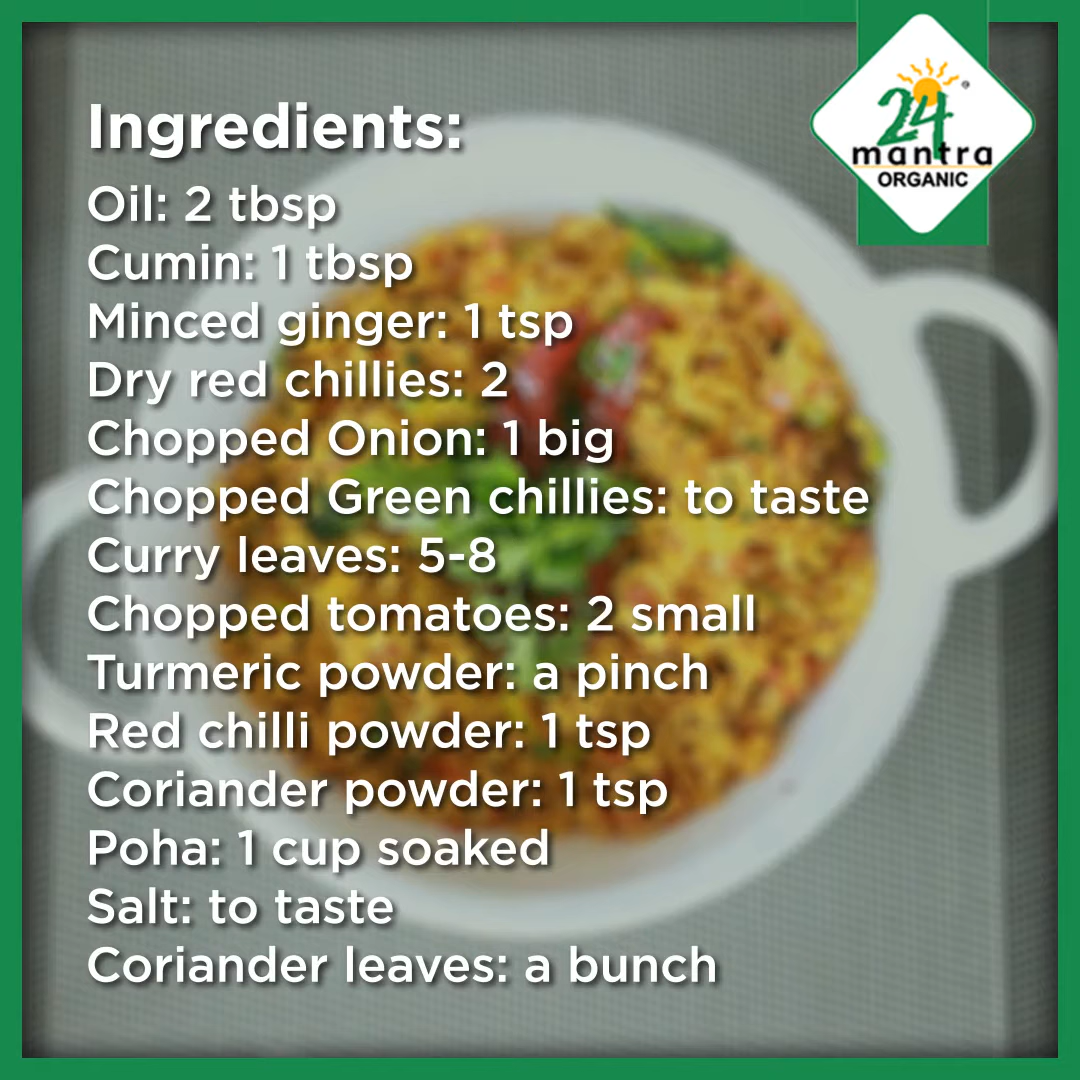 24
mantra
ORGANIC
Ingredients:
Oil: 2 tbsp
Cumin: 1 tbsp
Minced ginger: 1 tsp
Dry red chillies: 2
Chopped Onion: 1 big
Chopped Green chillies: to taste
Curry leaves: 5-8
Chopped tomatoes: 2 small
Turmeric powder: a pinch
Red chilli powder: 1 tsp
Coriander powder: 1 tsp
Poha: 1 cup soaked
Salt: to taste
Coriander leaves: a bunch